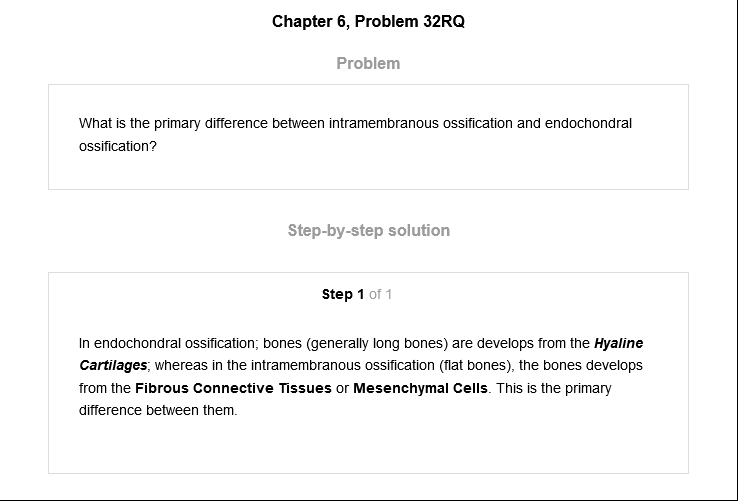 Chapter 6, Problem 32RQ
Problem
What is the primary difference between intramembranous ossification and endochondral
ossification?
Step-by-step solution
Step 1 of 1
In endochondral ossification; bones (generally long bones) are develops from the Hyaline
Cartilages; whereas in the intramembranous ossification (flat bones), the bones develops
from the Fibrous Connective Tissues or Mesenchymal Cells. This is the primary
difference between them.